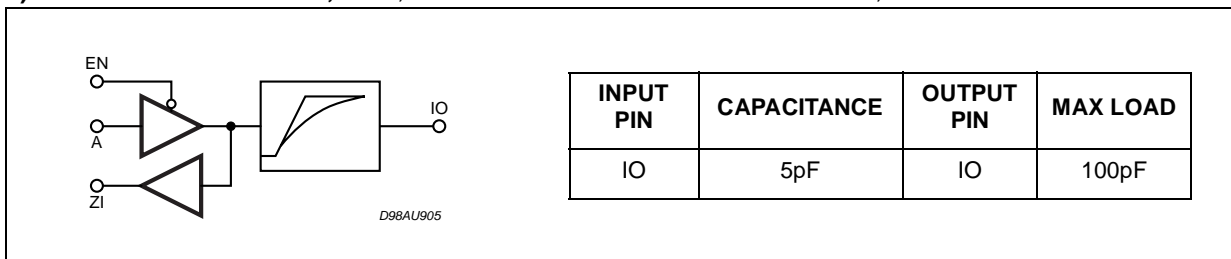 EN
A
ZI
IO
D98AU905
INPUT PIN CAPACITANCE OUTPUT PIN MAX LOAD
IO 5pF IO 100pF